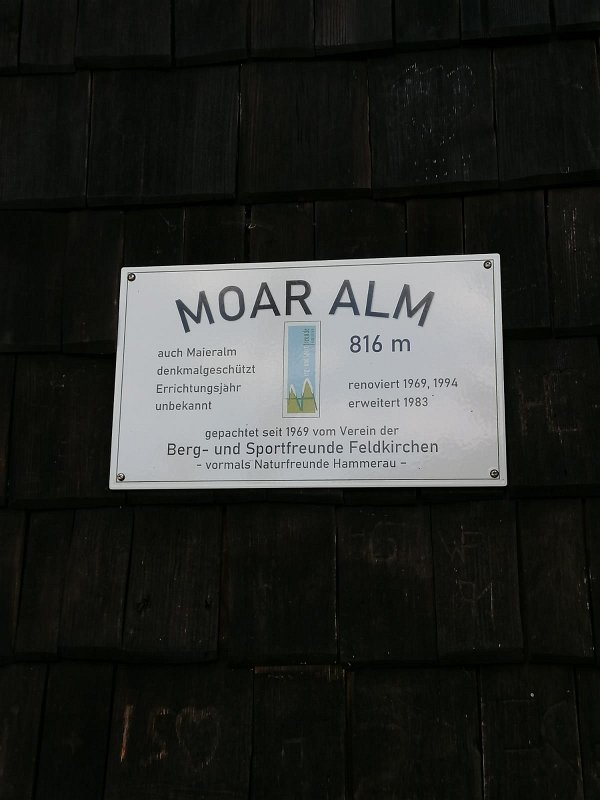 MOAR ALM
816 m
auch Maieralm
denkmalgeschützt
Errichtungsjahr
unbekannt
renoviert 1969, 1994
erweitert 1983
gepachtet seit 1969 vom Verein der
Berg- und Sportfreunde Feldkirchen
– vormals Naturfreunde Hammerau –